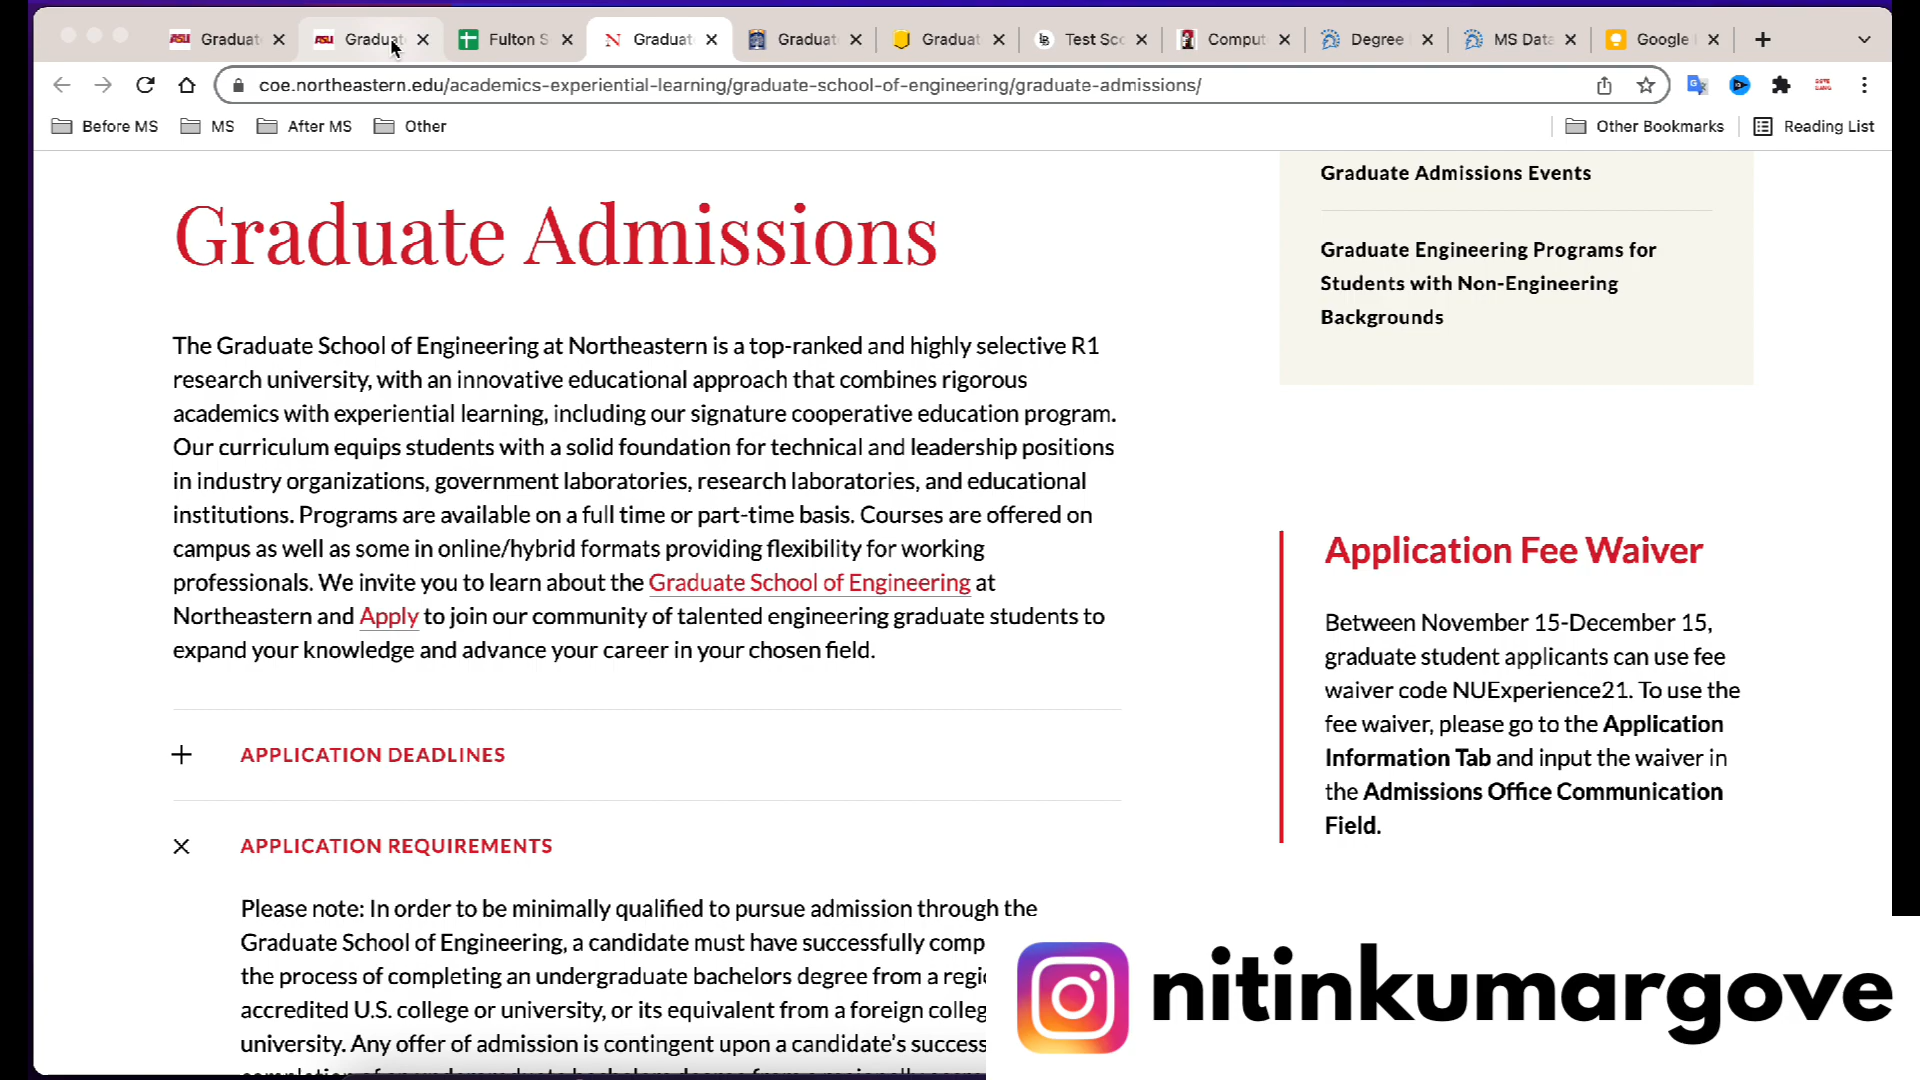 Graduat
Graduat
Fulton S
Graduat
Graduat
Graduat
Test Sco
Comput
Degree
MS Data
Google
coe.northeastern.edu/academics-experiential-learning/graduate-school-of-engineering/graduate-admissions/
Before MS
MS
After MS
Other
Other Bookmarks
Reading List
Graduate Admissions
The Graduate School of Engineering at Northeastern is a top-ranked and highly selective R1
research university, with an innovative educational approach that combines rigorous
academics with experiential learning, including our signature cooperative education program.
Our curriculum equips students with a solid foundation for technical and leadership positions
in industry organizations, government laboratories, research laboratories, and educational
institutions. Programs are available on a full time or part-time basis. Courses are offered on
campus as well as some in online/hybrid formats providing flexibility for working
professionals. We invite you to learn about the Graduate School of Engineering at
Northeastern and Apply to join our community of talented engineering graduate students to
expand your knowledge and advance your career in your chosen field.
APPLICATION DEADLINES
APPLICATION REQUIREMENTS
Please note: In order to be minimally qualified to pursue admission through the
Graduate School of Engineering, a candidate must have successfully comp
the process of completing an undergraduate bachelors degree from a regio
accredited U.S. college or university, or its equivalent from a foreign colleg
university. Any offer of admission is contingent upon a candidate's success
Graduate Admissions Events
Graduate Engineering Programs for
Students with Non-Engineering
Backgrounds
Application Fee Waiver
Between November 15-December 15,
graduate student applicants can use fee
waiver code NUExperience21. To use the
fee waiver, please go to the Application
Information Tab and input the waiver in
the Admissions Office Communication
Field.
nitinkumargove